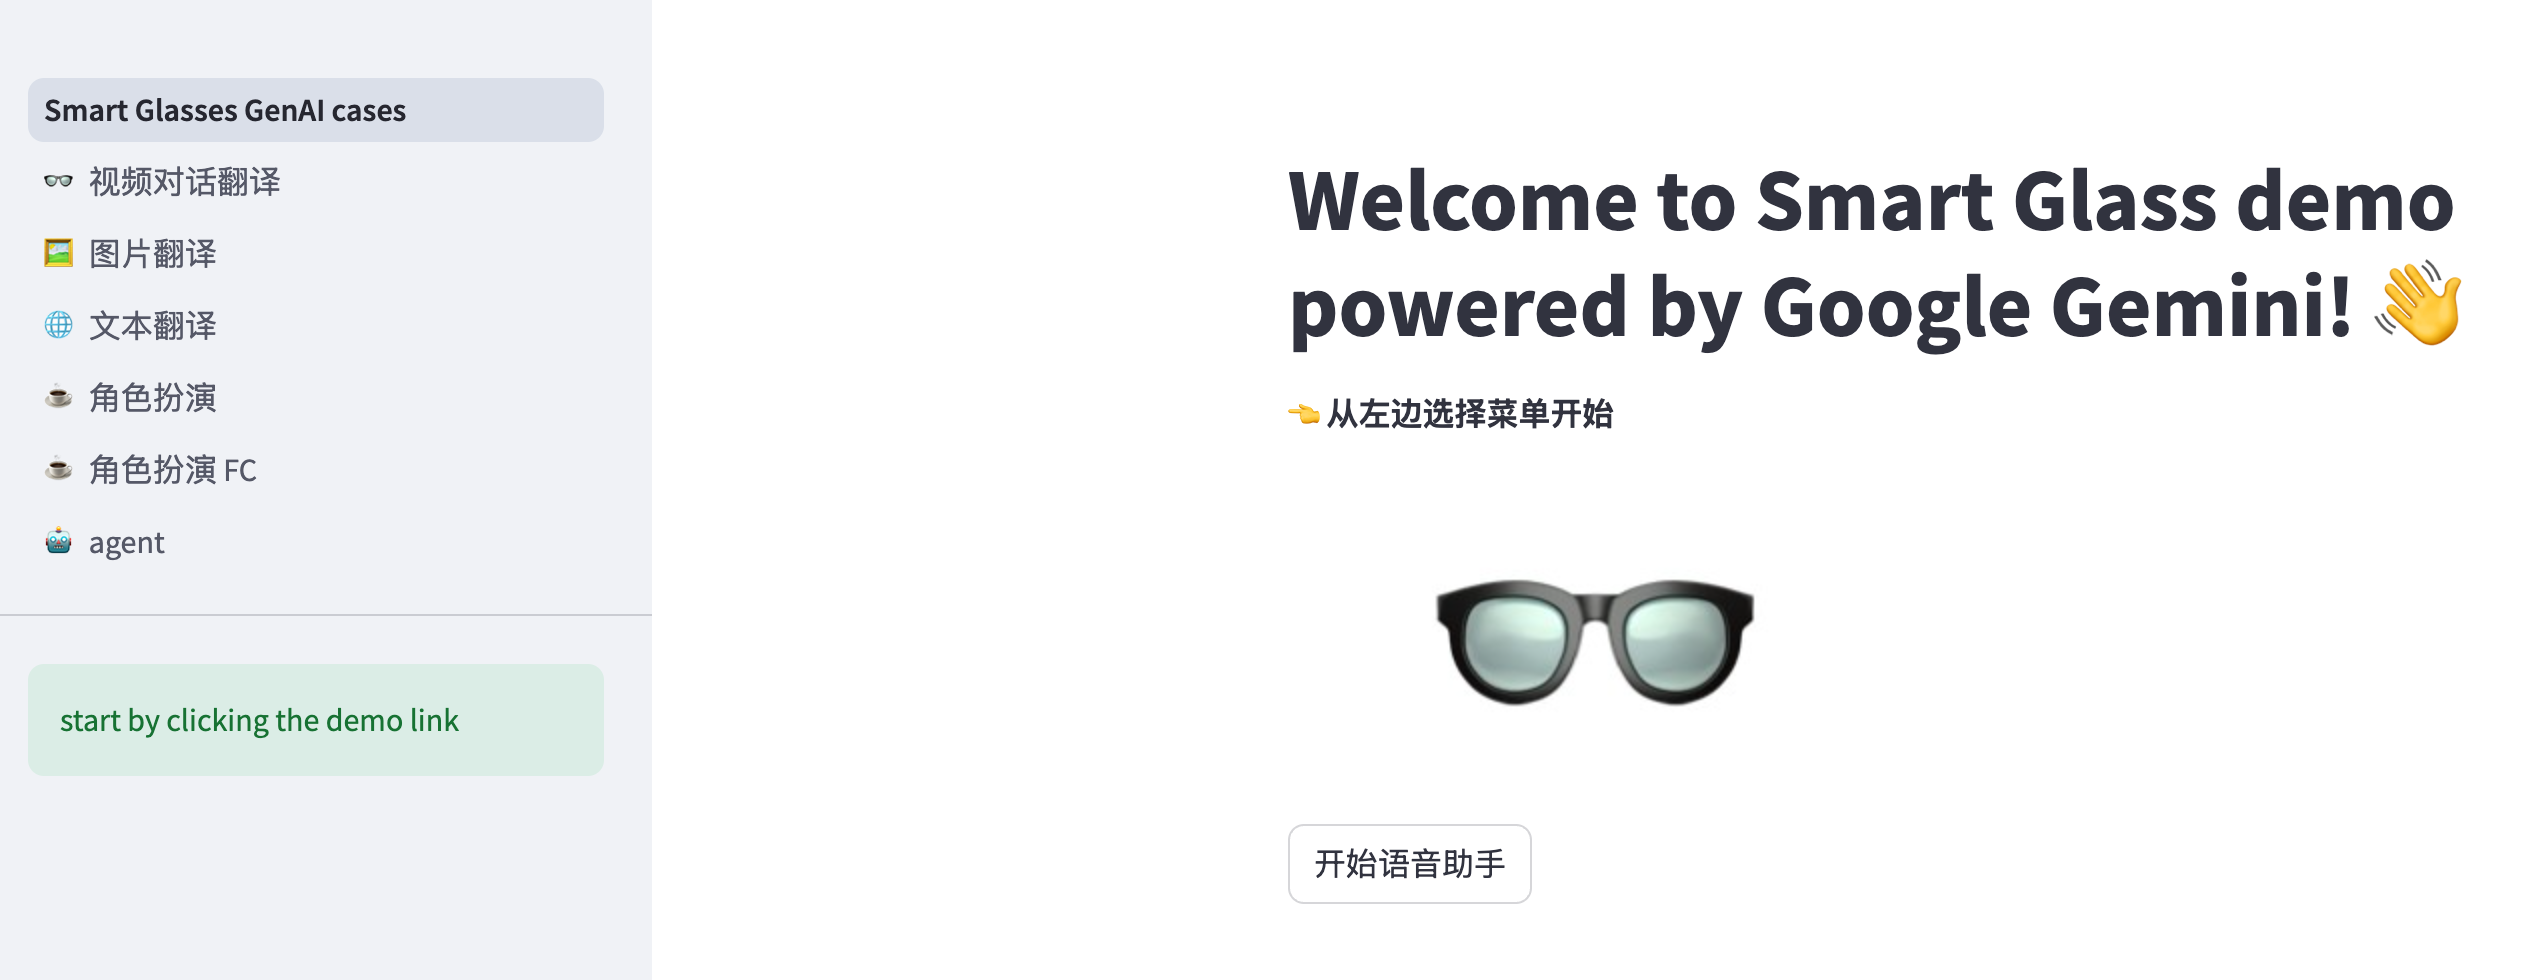 Smart Glasses GenAI cases
视频对话翻译
图片翻译
文本翻译
角色扮演
角色扮演 FC
agent
start by clicking the demo link
Welcome to Smart Glass demo
powered by Google Gemini! 👋
👈 从左边选择菜单开始
开始语音助手